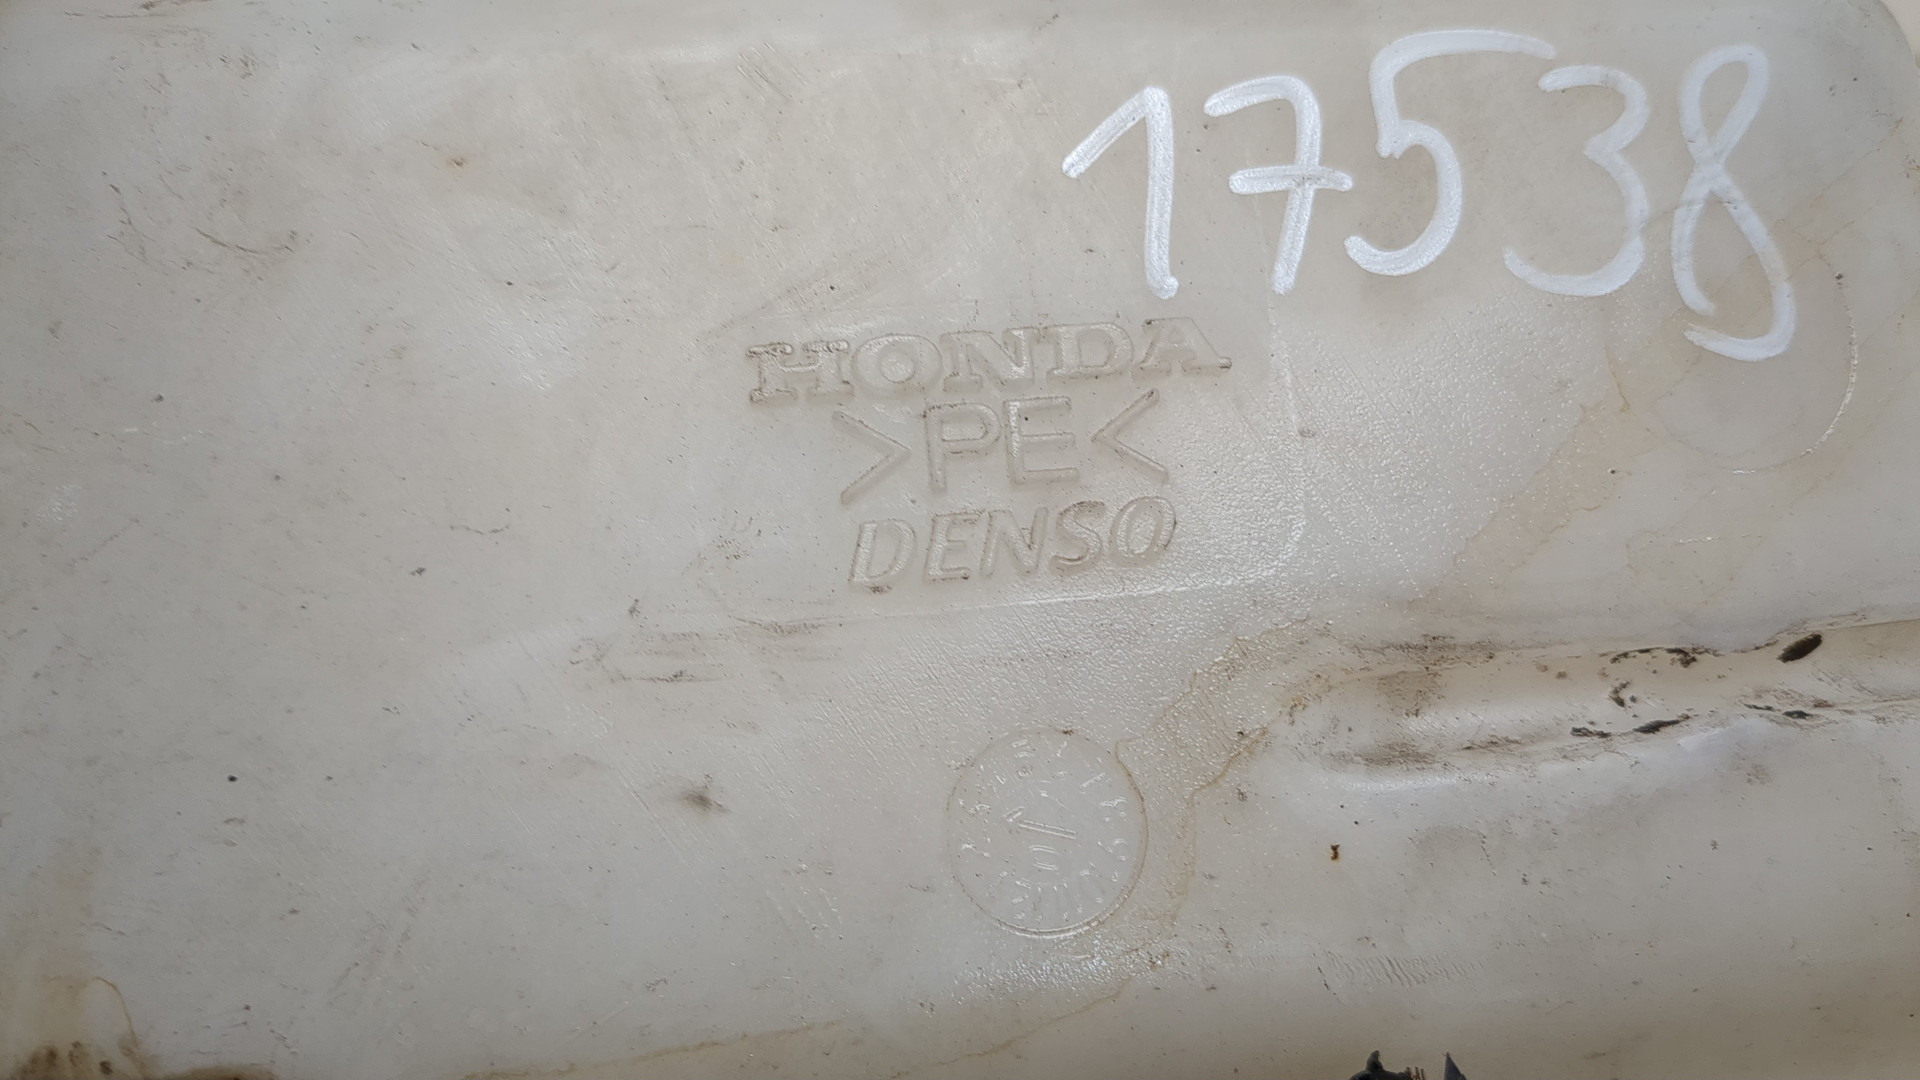 17538
HONDA
>PE<
DENSO